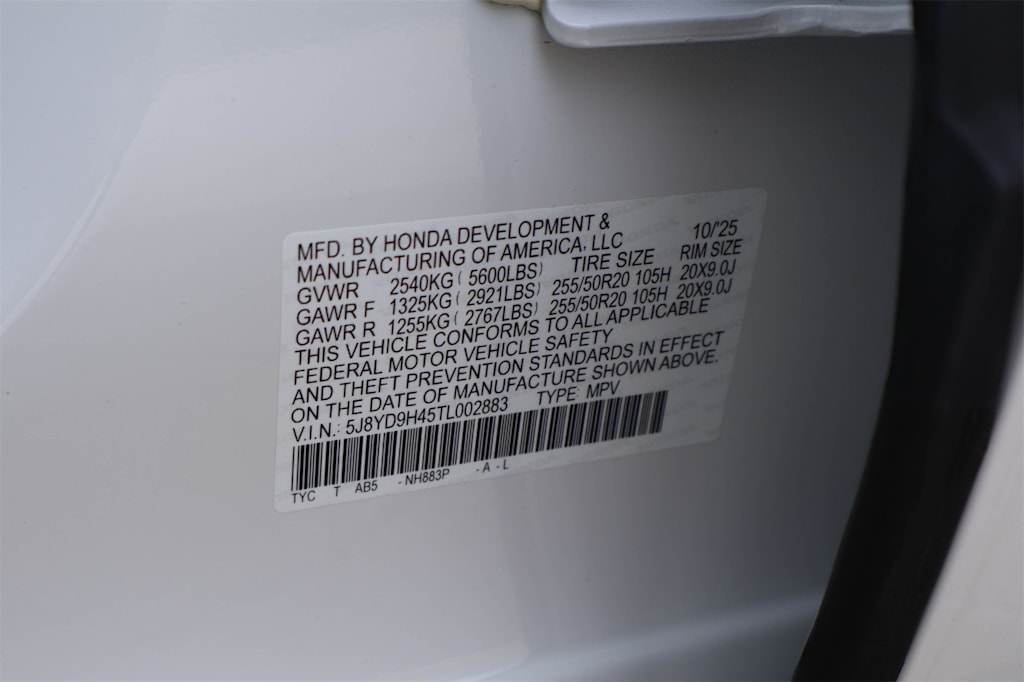 MFD. BY HONDA DEVELOPMENT & 10/'25
MANUFACTURING OF AMERICA, LLC
GVWR 2540KG ( 5600LBS) TIRE SIZE RIM SIZE
GAWR F 1325KG ( 2921LBS) 255/50R20 105H 20X9.0J
GAWR R 1255KG ( 2767LBS) 255/50R20 105H 20X9.0J
THIS VEHICLE CONFORMS TO ALL APPLICABLE
FEDERAL MOTOR VEHICLE SAFETY
AND THEFT PREVENTION STANDARDS IN EFFECT
ON THE DATE OF MANUFACTURE SHOWN ABOVE.
V.I.N.: 5J8YD9H45TL002883 TYPE: MPV
TYC T AB5 - NH883P - A - L